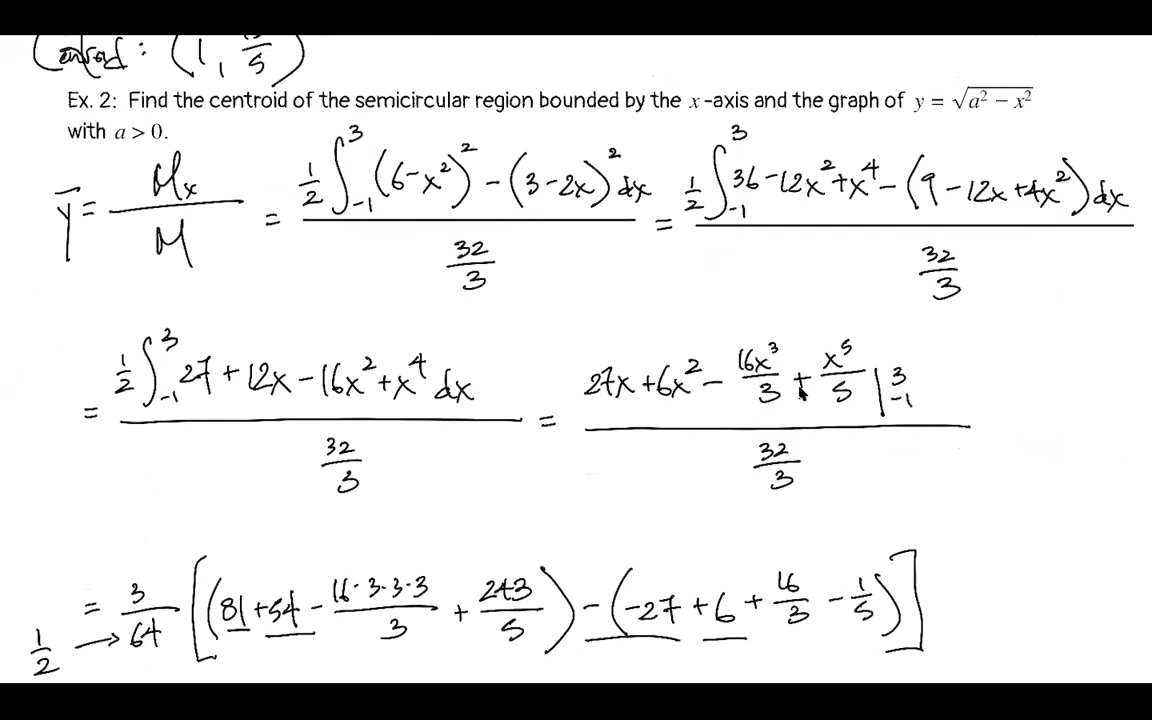 Centroid : (1, /5)
Ex. 2: Find the centroid of the semicircular region bounded by the x-axis and the graph of y = √(a² − x²)
with a > 0.
ȳ = Mx / M = (½ ∫₋₁³ (6−x²)² − (3−2x)² dx) / (32/3) = (½ ∫₋₁³ 36 − 12x² + x⁴ − (9 − 12x + 4x²) dx) / (32/3)
= (½ ∫₋₁³ 27 + 12x − 16x² + x⁴ dx) / (32/3) = (27x + 6x² − 16x³/3 + x⁵/5 |₋₁³) / (32/3)
= 3/64 [(81 + 54 − 16·3·3·3/3 + 243/5) − (−27 + 6 + 16/3 − 1/5)]
½ →